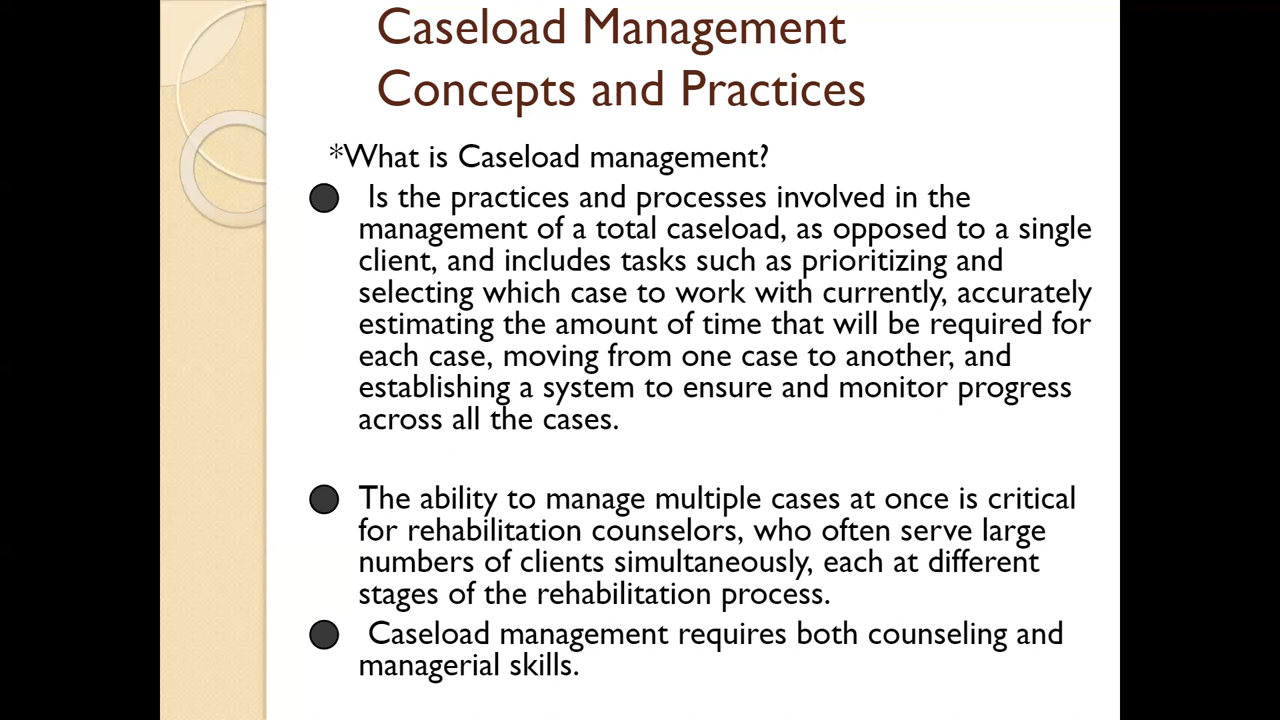 Caseload Management
Concepts and Practices
*What is Caseload management?
Is the practices and processes involved in the
management of a total caseload, as opposed to a single
client, and includes tasks such as prioritizing and
selecting which case to work with currently, accurately
estimating the amount of time that will be required for
each case, moving from one case to another, and
establishing a system to ensure and monitor progress
across all the cases.
The ability to manage multiple cases at once is critical
for rehabilitation counselors, who often serve large
numbers of clients simultaneously, each at different
stages of the rehabilitation process.
Caseload management requires both counseling and
managerial skills.